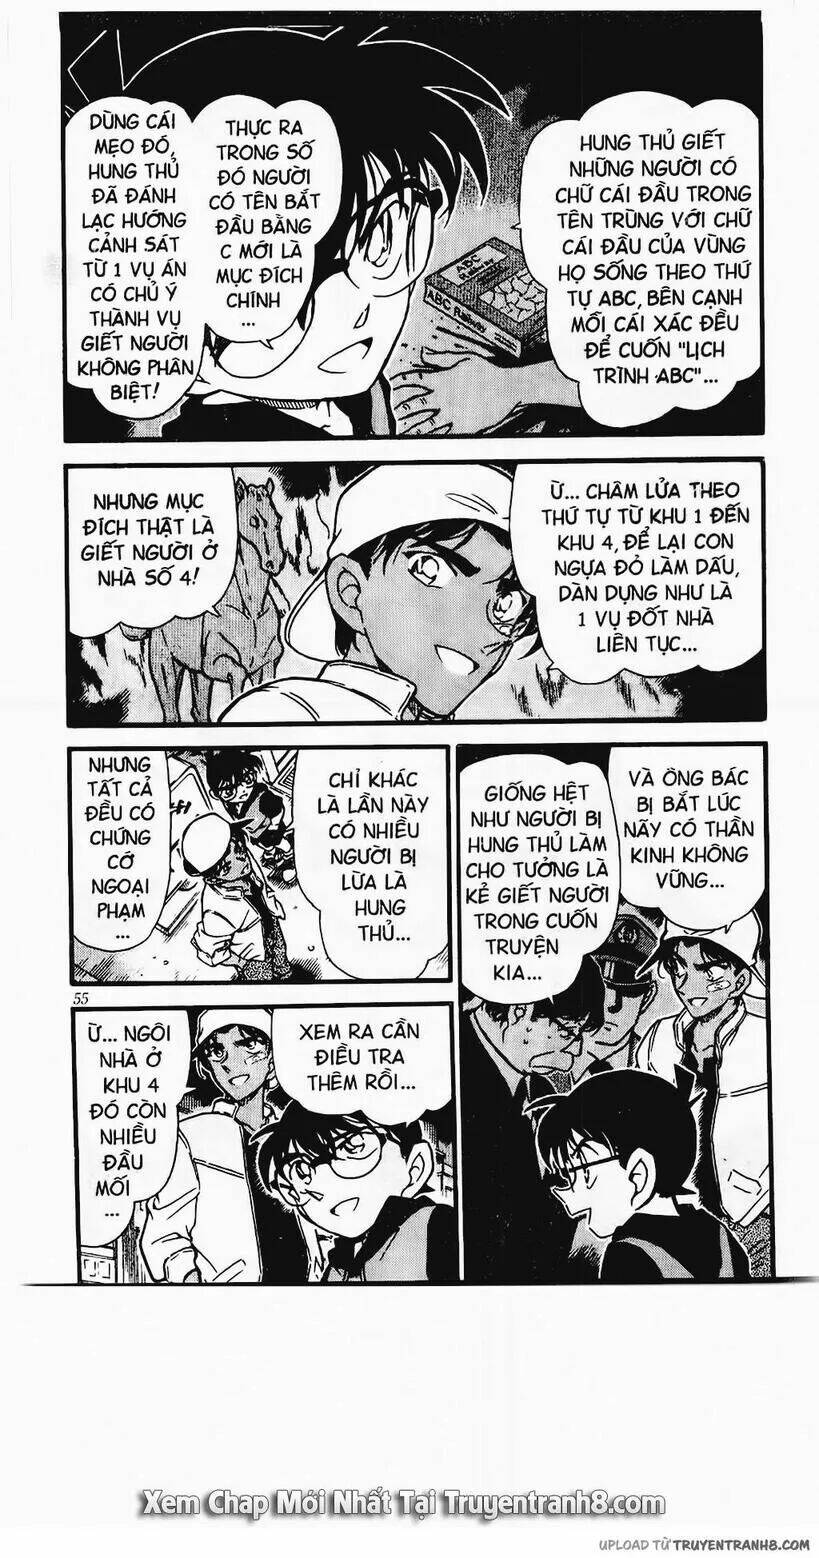 HUNG THỦ GIẾT
NHỮNG NGƯỜI CÓ
CHỮ CÁI ĐẦU TRONG
TÊN TRÙNG VỚI CHỮ
CÁI ĐẦU CỦA VÙNG
HỌ SỐNG THEO THỨ
TỰ ABC, BÊN CẠNH
MỖI CÁI XÁC ĐỀU
ĐỂ CUỐN "LỊCH
TRÌNH ABC"...
ABC
Railway
ABC Railway
THỰC RA
TRONG SỐ
ĐÓ NGƯỜI
CÓ TÊN BẮT
ĐẦU BẰNG
C MỚI LÀ
MỤC ĐÍCH
CHÍNH
...
DÙNG CÁI
MẸO ĐÓ,
HUNG THỦ
ĐÃ ĐÁNH
LẠC HƯỚNG
CẢNH SÁT
TỪ 1 VỤ ÁN
CÓ CHỦ Ý
THÀNH VỤ
GIẾT NGƯỜI
KHÔNG PHÂN
BIỆT!
Ừ... CHÂM LỬA THEO
THỨ TỰ TỪ KHU 1 ĐẾN
KHU 4, ĐỂ LẠI CON
NGỰA ĐỎ LÀM DẤU,
DÀN DỰNG NHƯ LÀ
1 VỤ ĐỐT NHÀ
LIÊN TỤC...
NHƯNG MỤC
ĐÍCH THẬT LÀ
GIẾT NGƯỜI Ở
NHÀ SỐ 4!
VÀ ÔNG BÁC
BỊ BẮT LÚC
NÃY CÓ THẦN
KINH KHÔNG
VỮNG...
GIỐNG HỆT
NHƯ NGƯỜI BỊ
HUNG THỦ LÀM
CHO TƯỞNG LÀ
KẺ GIẾT NGƯỜI
TRONG CUỐN
TRUYỆN
KIA...
CHỈ KHÁC
LÀ LẦN NÀY
CÓ NHIỀU
NGƯỜI BỊ
LỪA LÀ
HUNG
THỦ...
NHƯNG
TẤT CẢ
ĐỀU CÓ
CHỨNG
CỚ
NGOẠI
PHẠM
...
55
XEM RA CẦN
ĐIỀU TRA
THÊM RỒI...
Ừ... NGÔI
NHÀ Ở
KHU 4
ĐÓ CÒN
NHIỀU
ĐẦU
MỐI
...
Xem Chap Mới Nhất Tại Truyentranh8.com
UPLOAD TỪ TRUYENTRANH8.COM